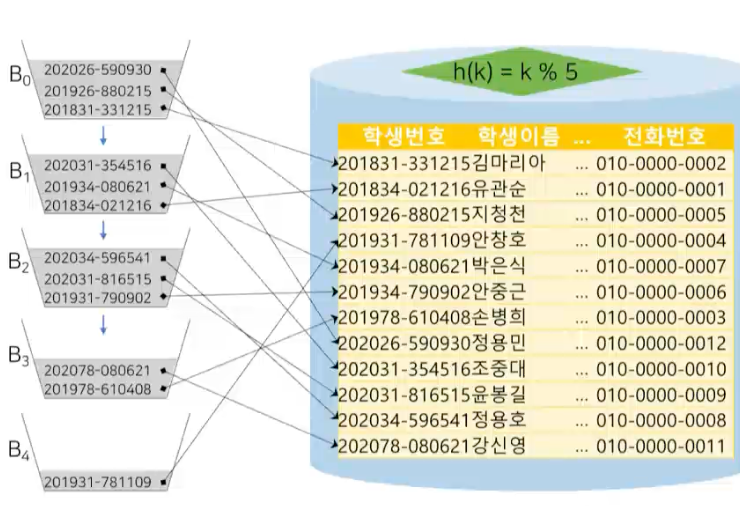 h(k) = k % 5
B0
202026-590930
201926-880215
201831-331215
B1
202031-354516
201934-080621
201834-021216
B2
202034-596541
202031-816515
201931-790902
B3
202078-080621
201978-610408
B4
201931-781109
학생번호 학생이름 ... 전화번호
201831-331215 김마리아 ... 010-0000-0002
201834-021216 유관순 ... 010-0000-0001
201926-880215 지청천 ... 010-0000-0005
201931-781109 안창호 ... 010-0000-0004
201934-080621 박은식 ... 010-0000-0007
201934-790902 안중근 ... 010-0000-0006
201978-610408 손병희 ... 010-0000-0003
202026-590930 정용민 ... 010-0000-0012
202031-354516 조중대 ... 010-0000-0010
202031-816515 윤봉길 ... 010-0000-0009
202034-596541 정용호 ... 010-0000-0008
202078-080621 강신영 ... 010-0000-0011